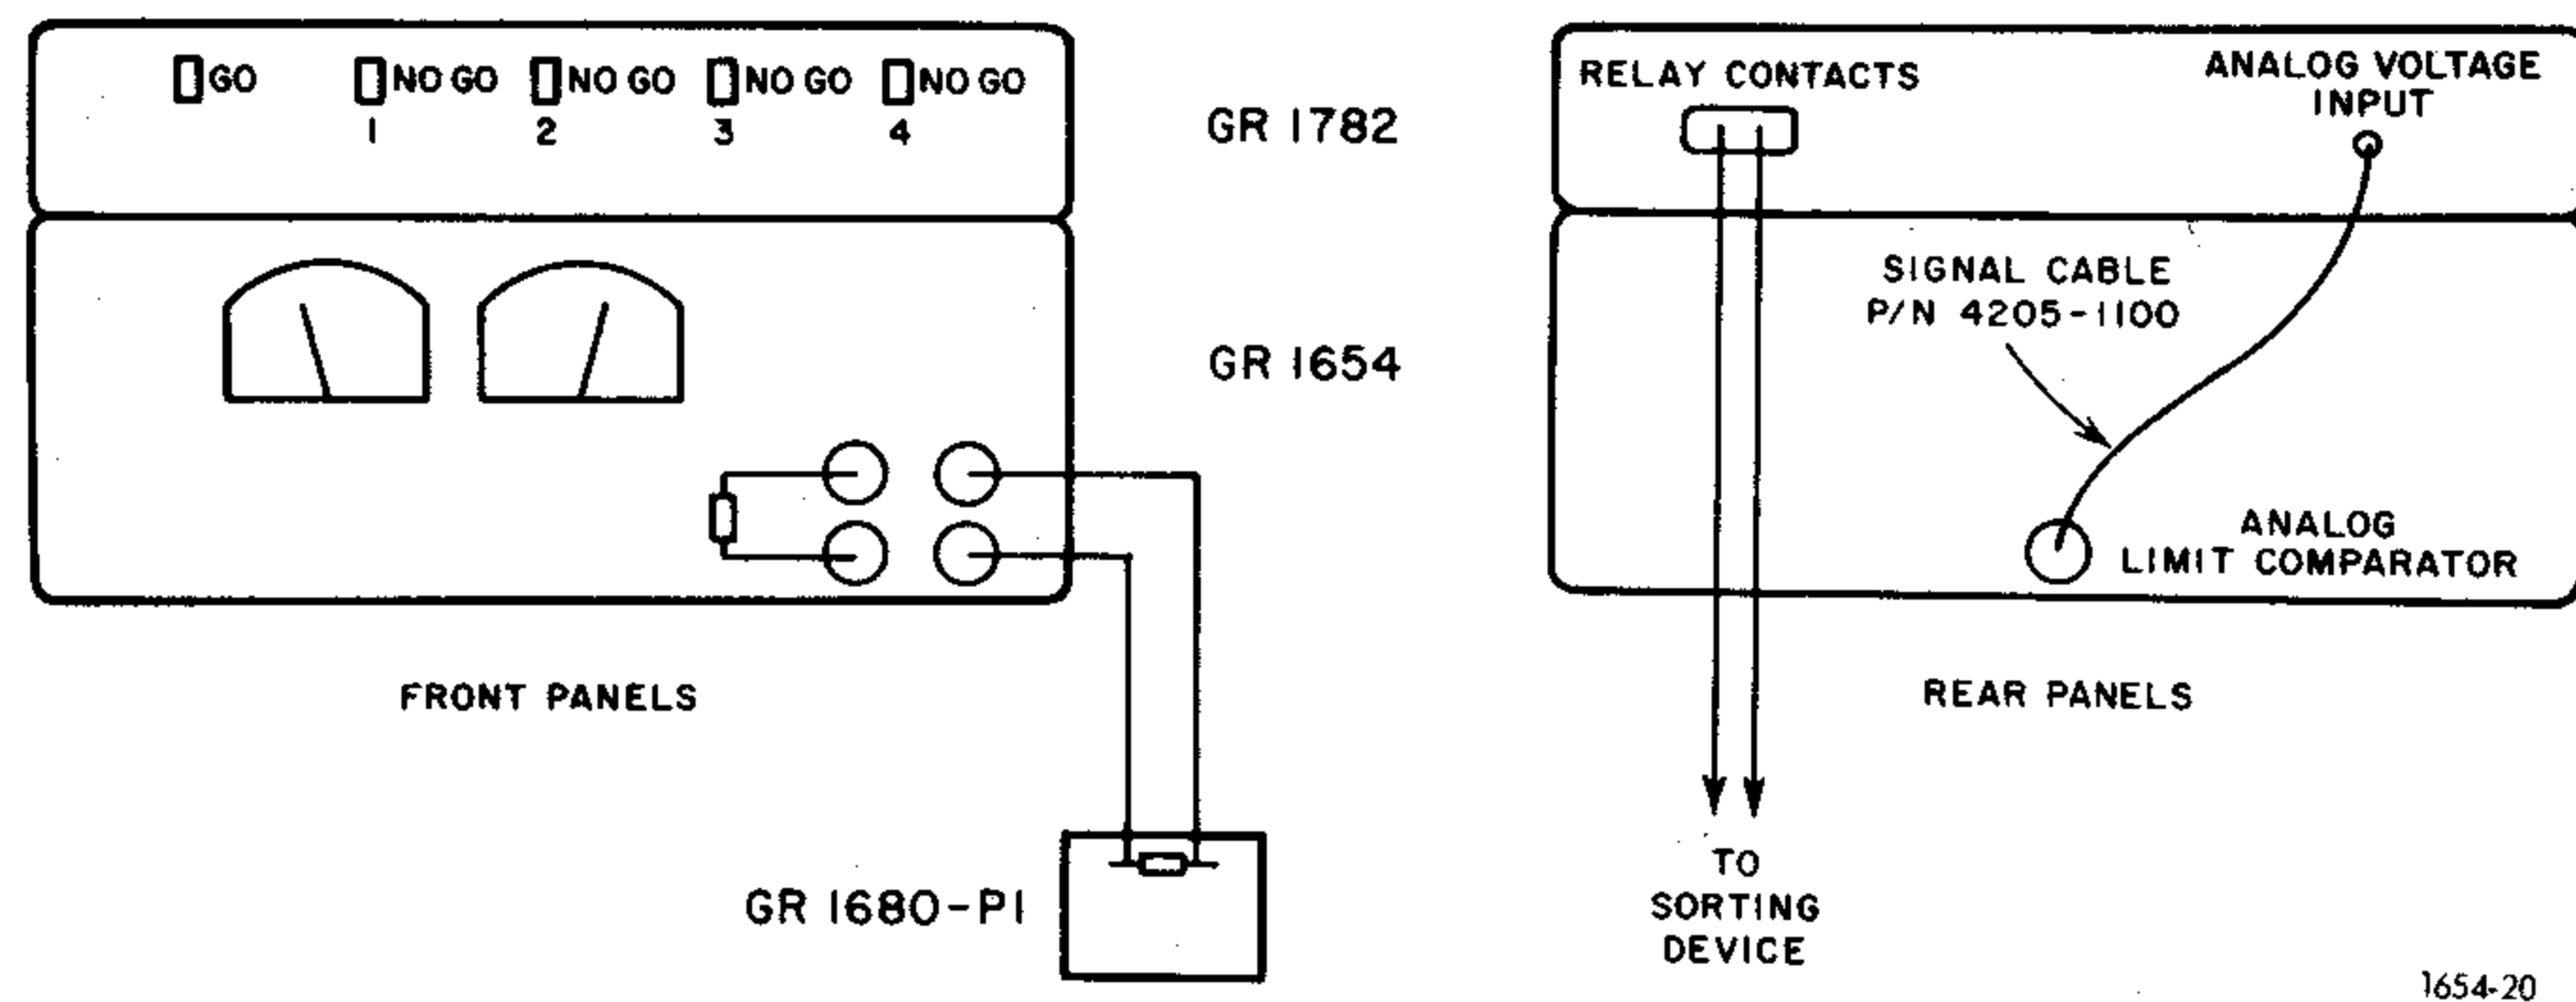 GO
NO GO
1
NO GO
2
NO GO
3
NO GO
4
GR 1782
GR 1654
FRONT PANELS
GR 1680-P1
RELAY CONTACTS
ANALOG VOLTAGE
INPUT
SIGNAL CABLE
P/N 4205-1100
ANALOG
LIMIT COMPARATOR
REAR PANELS
TO
SORTING
DEVICE
1654-20